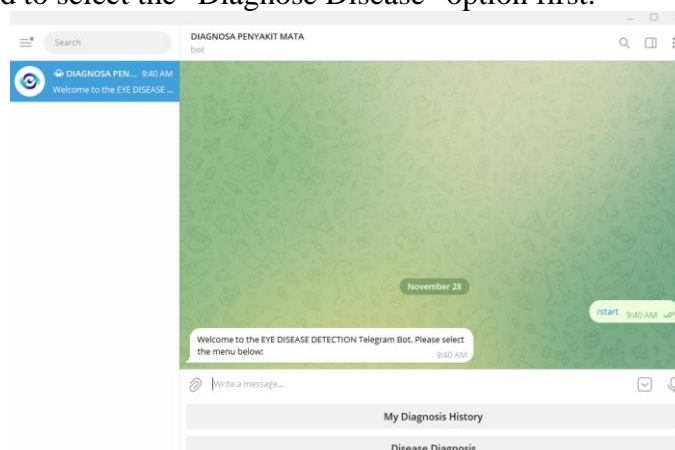 d to select the "Diagnose Disease" option first.
Search
DIAGNOSA PENYAKIT MATA
bot
DIAGNOSA PEN... 9:40 AM
Welcome to the EYE DISEASE ...
November 28
/start 9:40 AM
Welcome to the EYE DISEASE DETECTION Telegram Bot. Please select
the menu below:
9:40 AM
Write a message...
My Diagnosis History
Disease Diagnosis